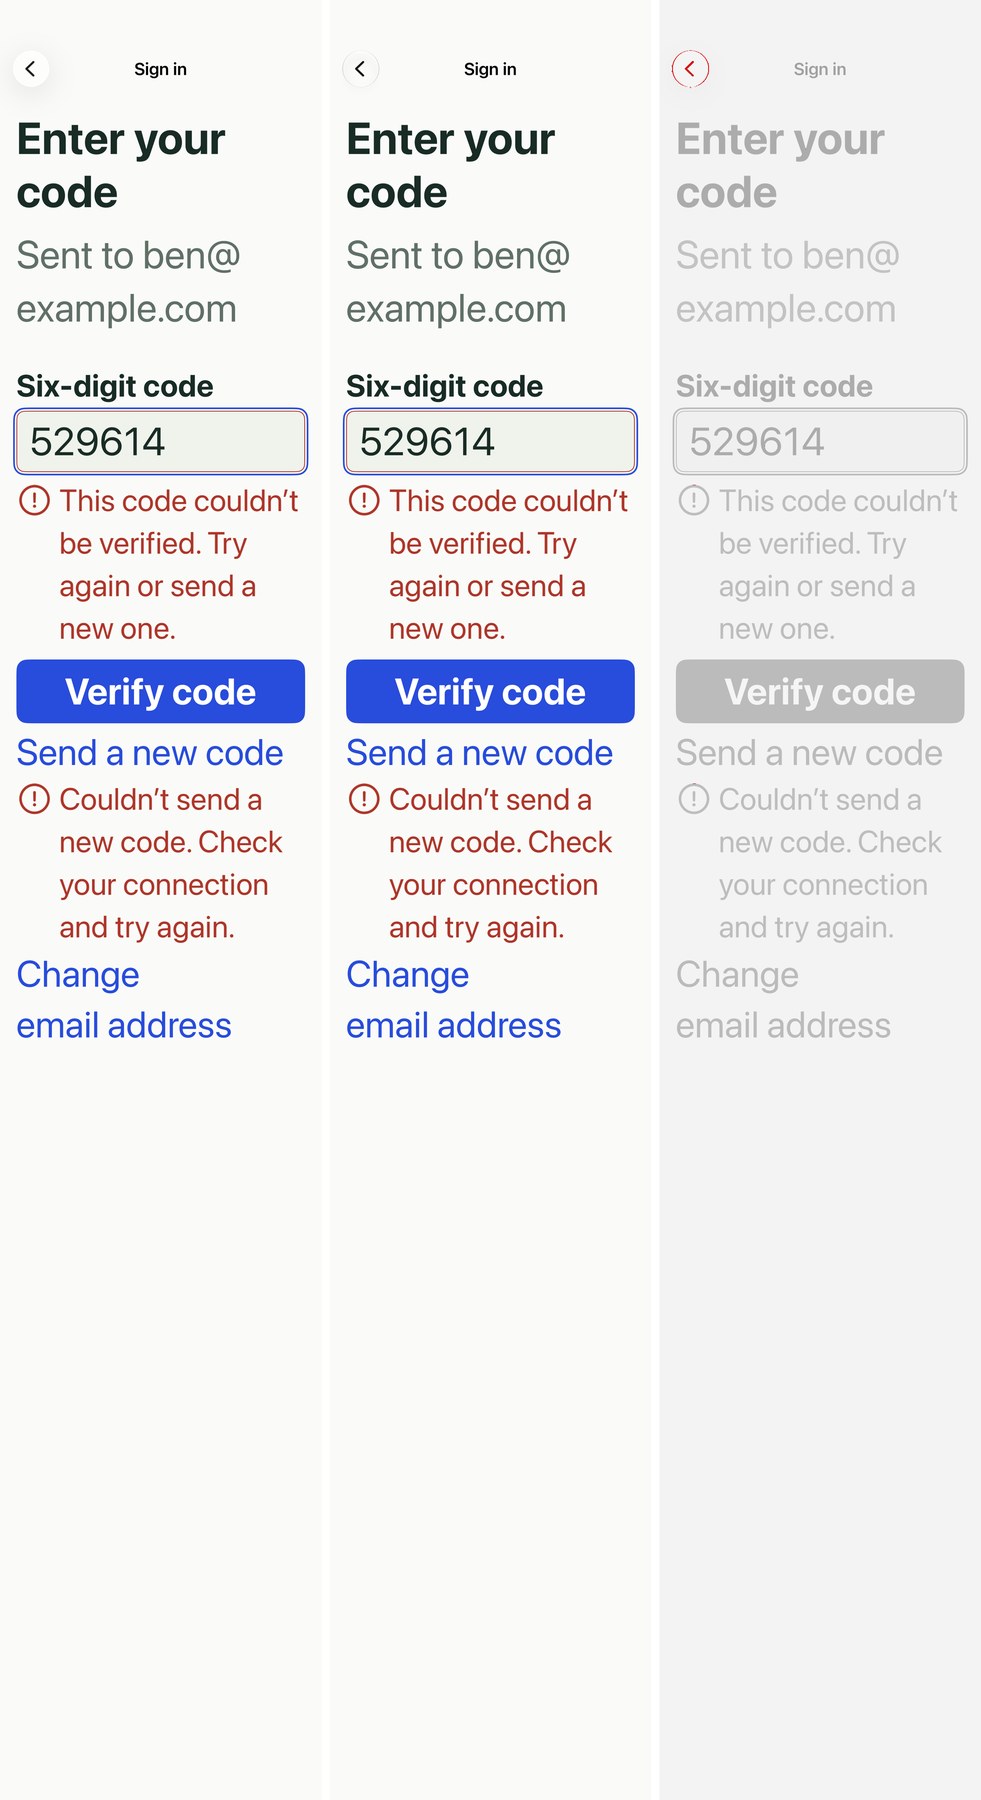 Sign in
Enter your
code
Sent to ben@
example.com
Six-digit code
529614
This code couldn’t
be verified. Try
again or send a
new one.
Verify code
Send a new code
Couldn’t send a
new code. Check
your connection
and try again.
Change
email address
Sign in
Enter your
code
Sent to ben@
example.com
Six-digit code
529614
This code couldn’t
be verified. Try
again or send a
new one.
Verify code
Send a new code
Couldn’t send a
new code. Check
your connection
and try again.
Change
email address
Sign in
Enter your
code
Sent to ben@
example.com
Six-digit code
529614
This code couldn’t
be verified. Try
again or send a
new one.
Verify code
Send a new code
Couldn’t send a
new code. Check
your connection
and try again.
Change
email address